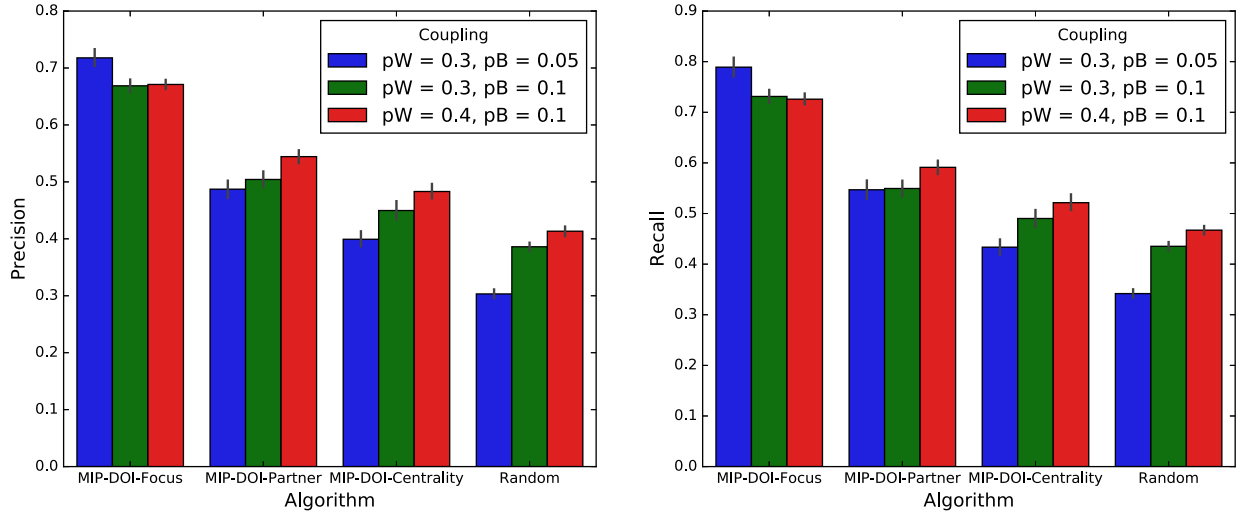 0.8
0.7
0.6
0.5
0.4
0.3
0.2
0.1
0.0
Precision
Coupling
pW = 0.3, pB = 0.05
pW = 0.3, pB = 0.1
pW = 0.4, pB = 0.1
MIP-DOI-Focus MIP-DOI-Partner MIP-DOI-Centrality Random
Algorithm
0.9
0.8
0.7
0.6
0.5
0.4
0.3
0.2
0.1
0.0
Recall
Coupling
pW = 0.3, pB = 0.05
pW = 0.3, pB = 0.1
pW = 0.4, pB = 0.1
MIP-DOI-Focus MIP-DOI-Partner MIP-DOI-Centrality Random
Algorithm